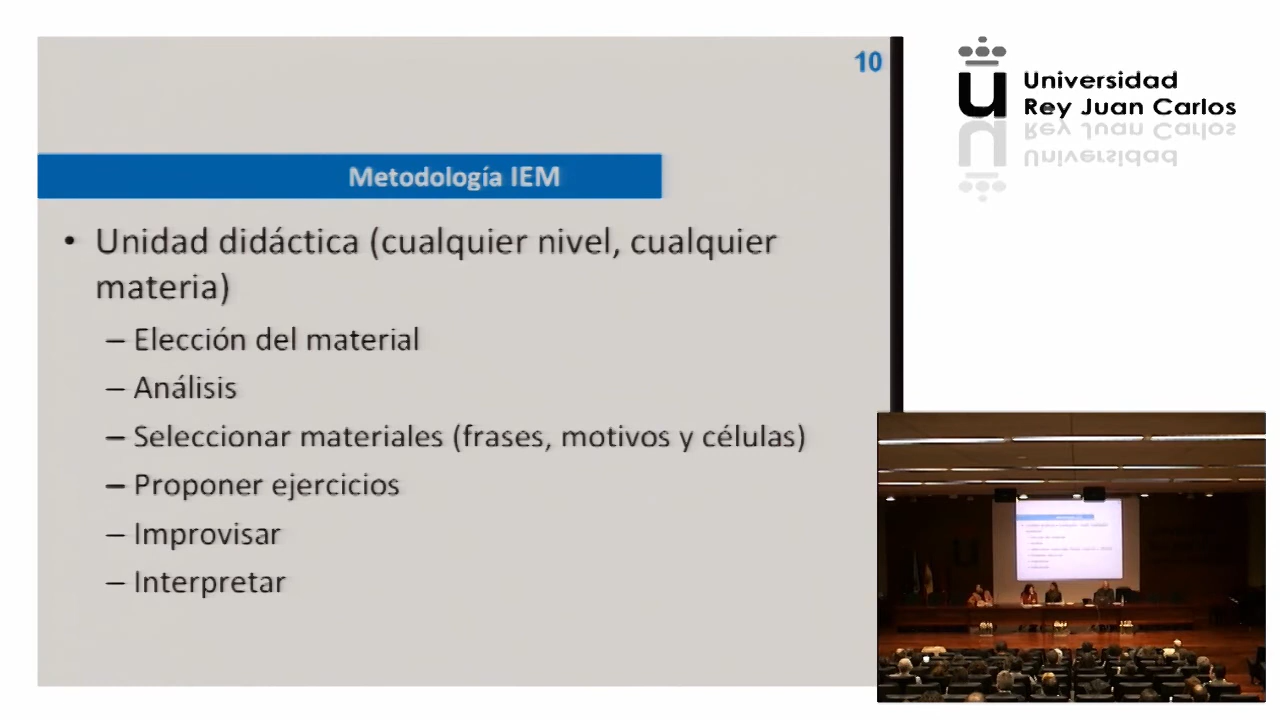 10
Universidad
Rey Juan Carlos
Metodología IEM
• Unidad didáctica (cualquier nivel, cualquier
materia)
– Elección del material
– Análisis
– Seleccionar materiales (frases, motivos y células)
– Proponer ejercicios
– Improvisar
– Interpretar